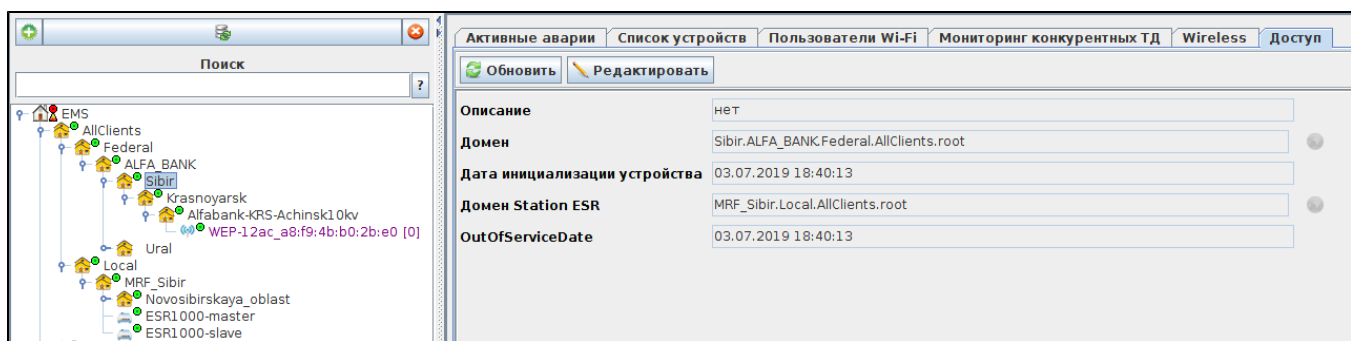 Поиск
?
EMS
AllClients
Federal
ALFA_BANK
Sibir
Krasnoyarsk
Alfabank-KRS-Achinsk10kv
WEP-12ac_a8:f9:4b:b0:2b:e0 [0]
Ural
Local
MRF_Sibir
Novosibirskaya_oblast
ESR1000-master
ESR1000-slave
Активные аварии Список устройств Пользователи Wi-Fi Мониторинг конкурентных ТД Wireless Доступ
Обновить Редактировать
Описание нет
Домен Sibir.ALFA_BANK.Federal.AllClients.root
Дата инициализации устройства 03.07.2019 18:40:13
Домен Station ESR MRF_Sibir.Local.AllClients.root
OutOfServiceDate 03.07.2019 18:40:13